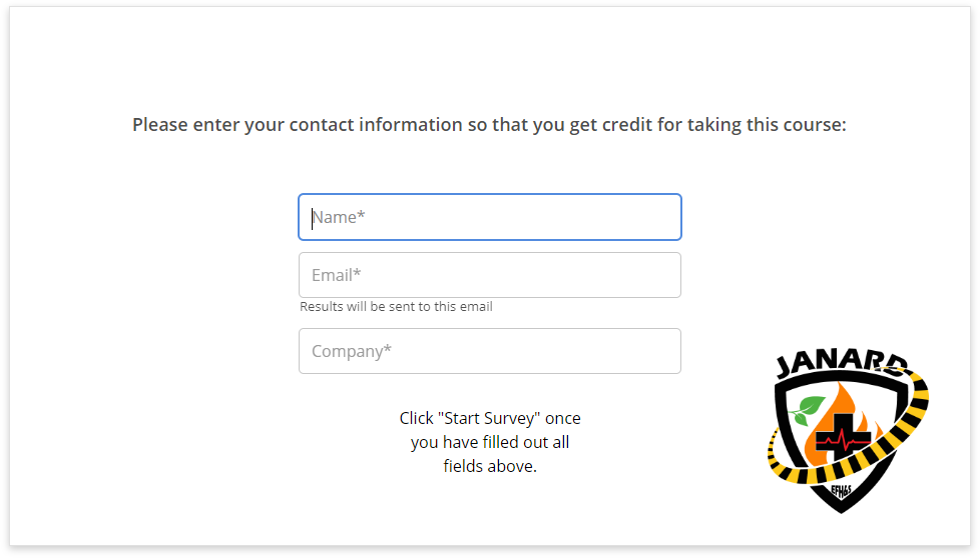 Please enter your contact information so that you get credit for taking this course:
Name*
Email*
Results will be sent to this email
Company*
Click "Start Survey" once
you have filled out all
fields above.
JANARD
EFH&S